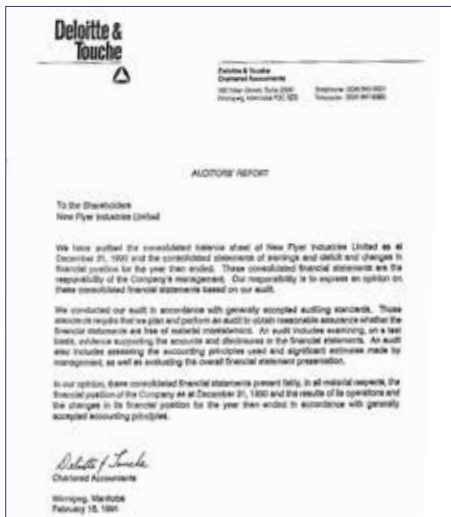 Deloitte &
Touche
Deloitte & Touche
Chartered Accountants
Winnipeg, Manitoba
AUDITORS' REPORT
To the Shareholders
New Flyer Industries Limited
We have audited the consolidated balance sheet of New Flyer Industries Limited as at
December 31, 1990 and the consolidated statements of earnings and deficit and changes in
financial position for the year then ended. These consolidated financial statements are the
responsibility of the Company's management. Our responsibility is to express an opinion on
these consolidated financial statements based on our audit.
We conducted our audit in accordance with generally accepted auditing standards. Those
standards require that we plan and perform an audit to obtain reasonable assurance whether the
financial statements are free of material misstatement. An audit includes examining, on a test
basis, evidence supporting the amounts and disclosures in the financial statements. An audit
also includes assessing the accounting principles used and significant estimates made by
management, as well as evaluating the overall financial statement presentation.
In our opinion, these consolidated financial statements present fairly, in all material respects, the
financial position of the Company as at December 31, 1990 and the results of its operations and
the changes in its financial position for the year then ended in accordance with generally
accepted accounting principles.
Deloitte & Touche
Chartered Accountants
Winnipeg, Manitoba
February 15, 1991